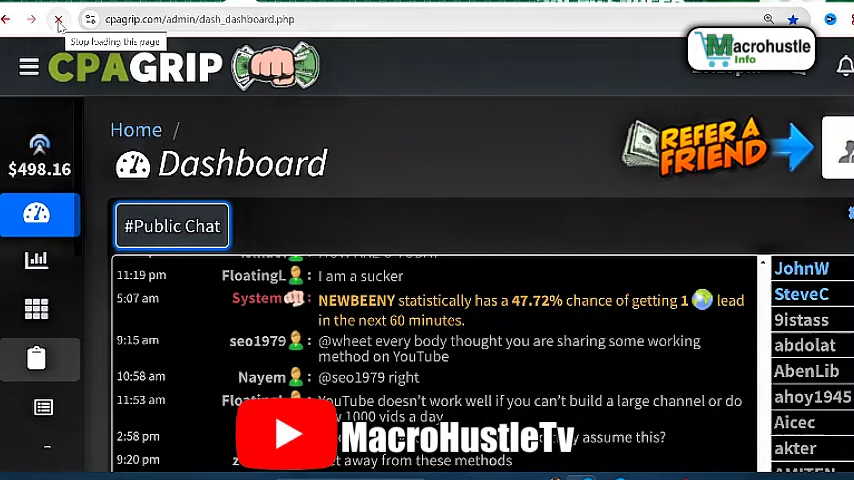 cpagrip.com/admin/dash_dashboard.php
Stop loading this page
Macrohustle
Info
CPAGRIP
$498.16
Home /
REFER A
FRIEND
Dashboard
#Public Chat
11:19 pm FloatingL : I am a sucker
5:07 am System : NEWBEENY statistically has a 47.72% chance of getting 1 lead
in the next 60 minutes.
9:15 am seo1979 : @wheet every body thought you are sharing some working
method on YouTube
10:58 am Nayem : @seo1979 right
11:53 am Floating YouTube doesn't work well if you can't build a large channel or do
1000 vids a day
2:58 pm assume this?
9:20 pm away from these methods
JohnW
SteveC
9istass
abdolat
AbenLib
ahoy1945
Aicec
akter
MacroHustleTv